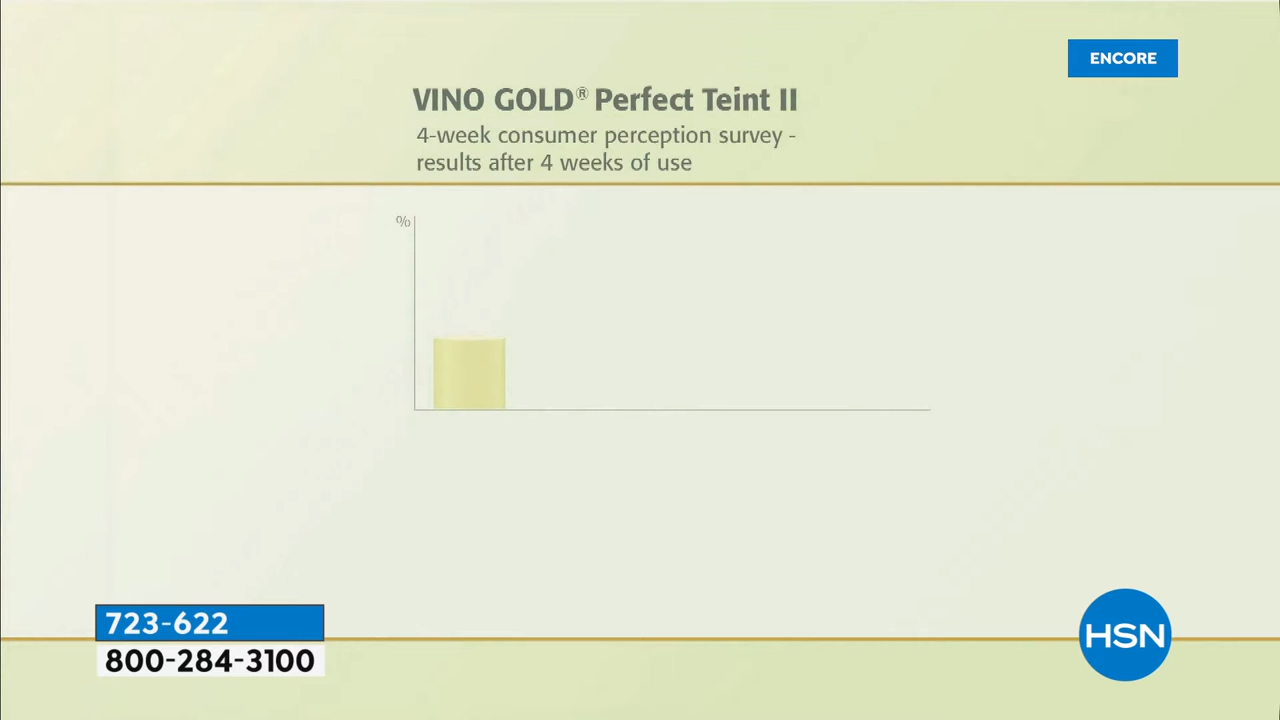 ENCORE
VINO GOLD® Perfect Teint II
4-week consumer perception survey -
results after 4 weeks of use
%
723-622
800-284-3100
HSN